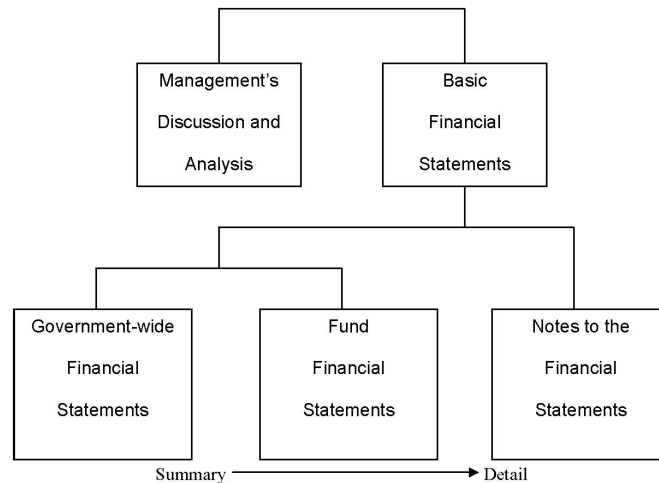 Management’s
Discussion and
Analysis
Basic
Financial
Statements
Government-wide
Financial
Statements
Fund
Financial
Statements
Notes to the
Financial
Statements
Summary
Detail